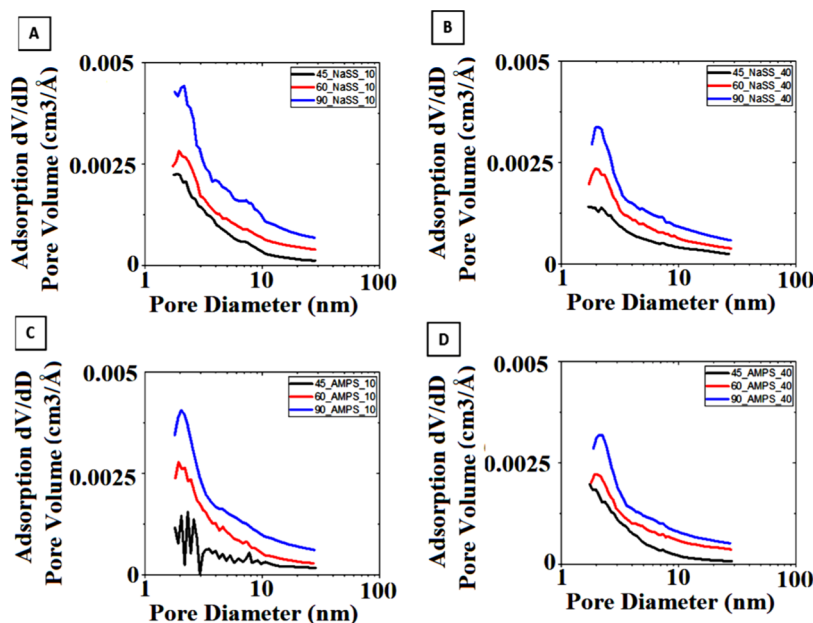 A
Adsorption dV/dD
Pore Volume (cm3/Å)
0.005
0.0025
0
45_NaSS_10
60_NaSS_10
90_NaSS_10
1
10
100
Pore Diameter (nm)
B
Adsorption dV/dD
Pore Volume (cm3/Å)
0.005
0.0025
0
45_NaSS_40
60_NaSS_40
90_NaSS_40
1
10
100
Pore Diameter (nm)
C
Adsorption dV/dD
Pore Volume (cm3/Å)
0.005
0.0025
0
45_AMPS_10
60_AMPS_10
90_AMPS_10
1
10
100
Pore Diameter (nm)
D
Adsorption dV/dD
Pore Volume (cm3/Å)
0.005
0.0025
0
45_AMPS_40
60_AMPS_40
90_AMPS_40
1
10
100
Pore Diameter (nm)